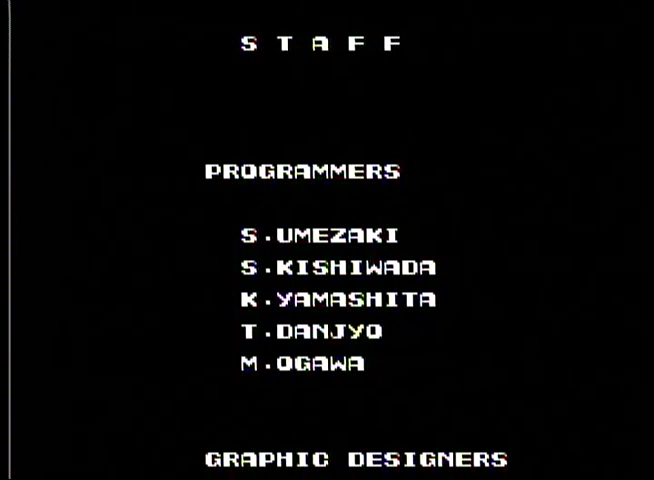 S T A F F
PROGRAMMERS
S.UMEZAKI
S.KISHIWADA
K.YAMASHITA
T.DANJYO
M.OGAWA
GRAPHIC DESIGNERS